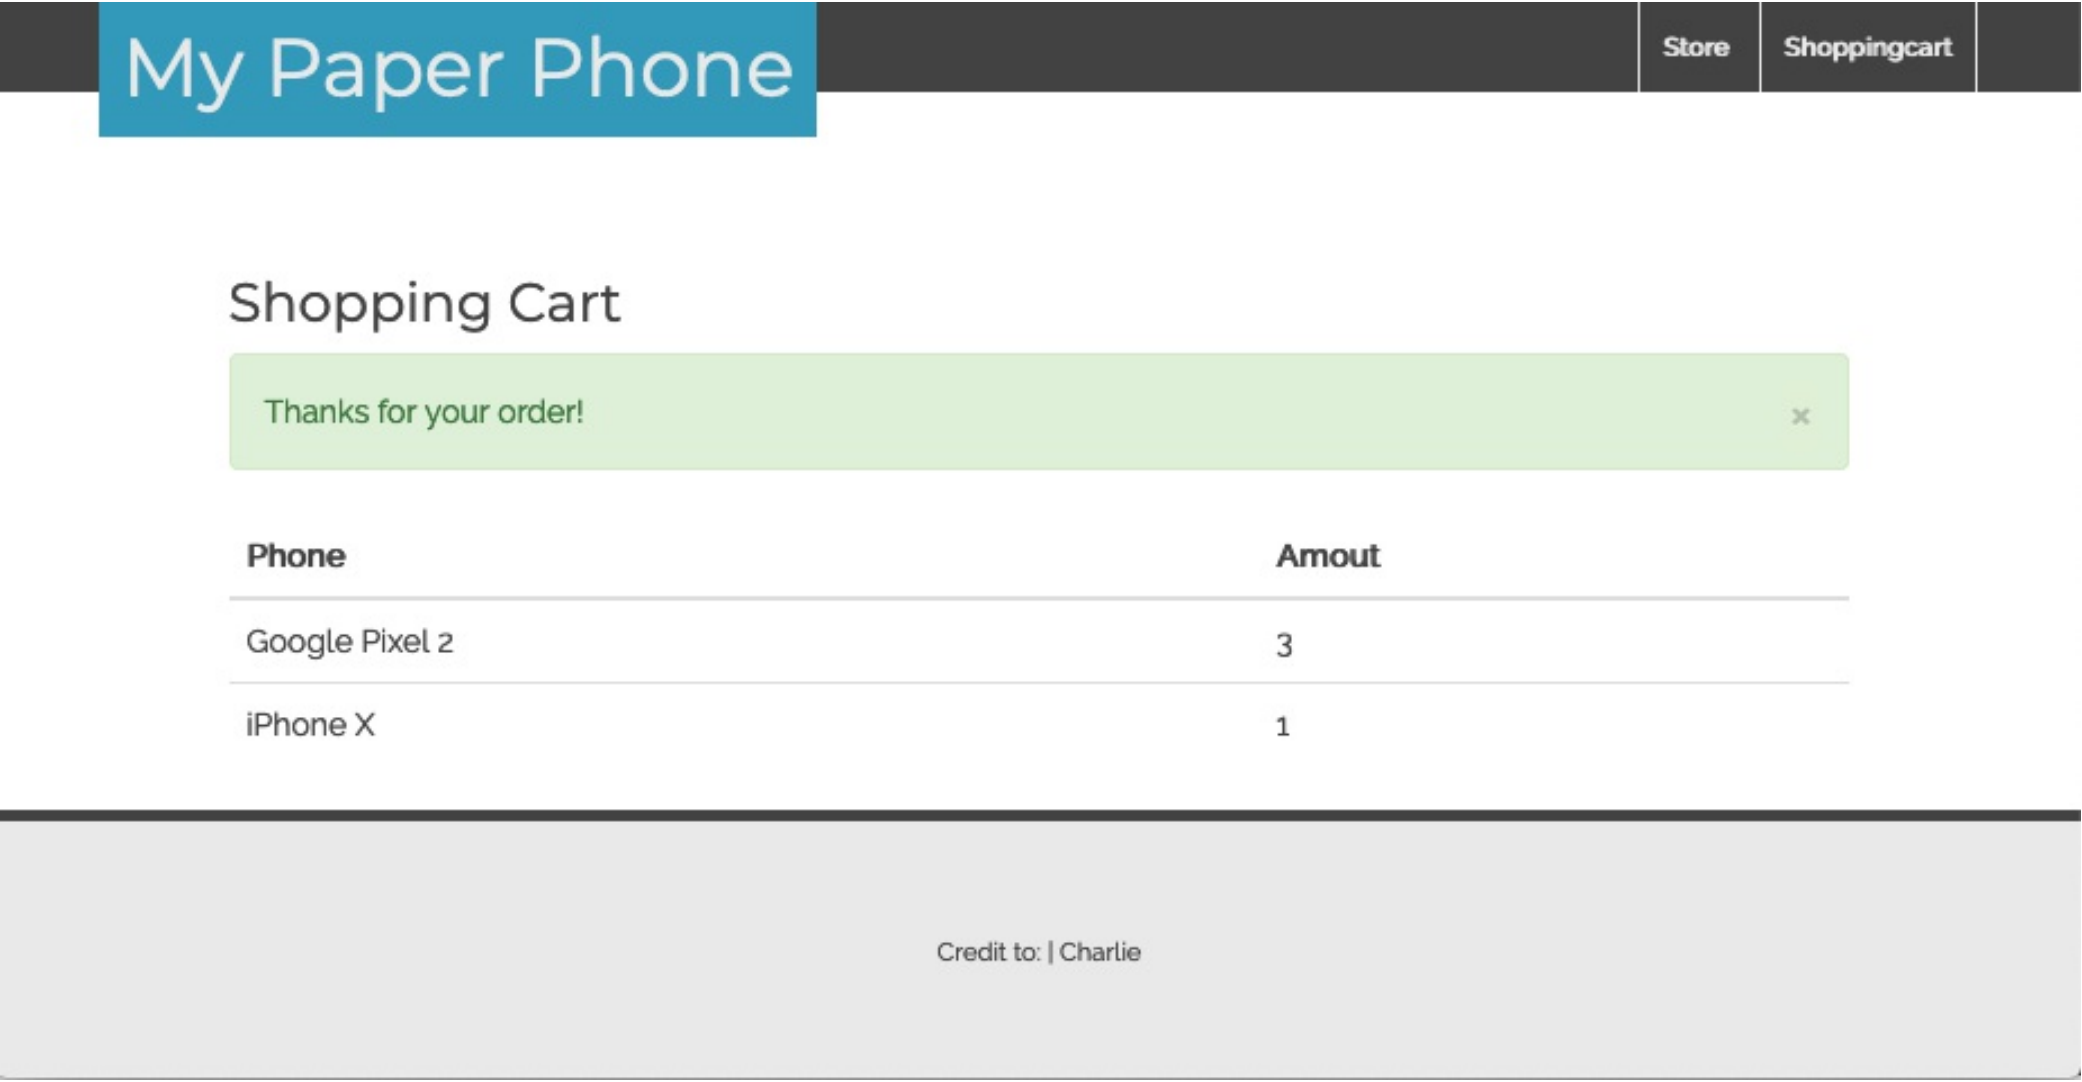 My Paper Phone
Store Shoppingcart
Shopping Cart
Thanks for your order! ×
Phone Amout
Google Pixel 2 3
iPhone X 1
Credit to: | Charlie